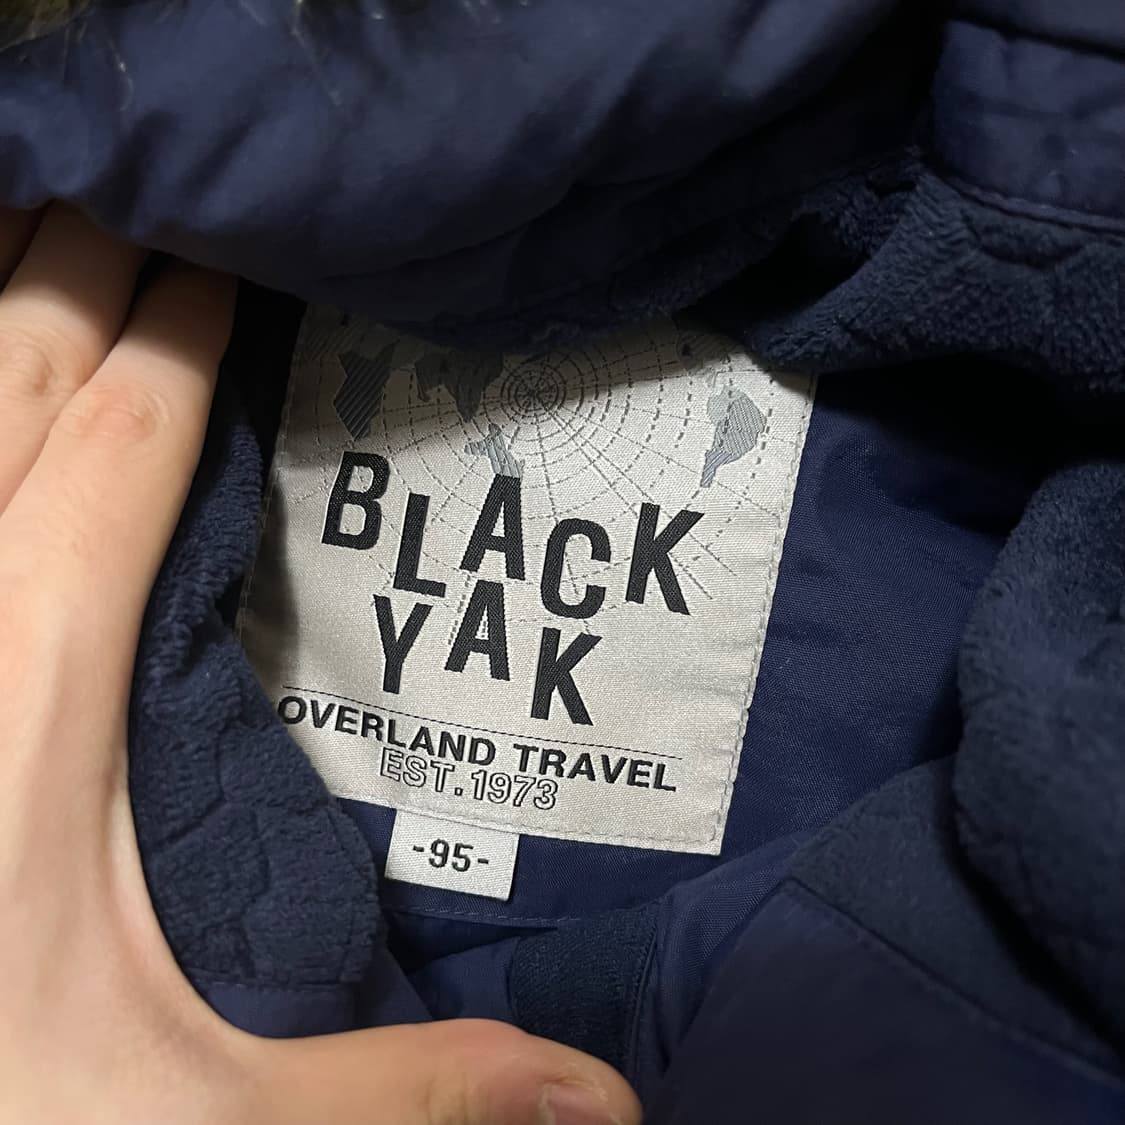 BLACK
YAK
OVERLAND TRAVEL
EST.1973
-95-